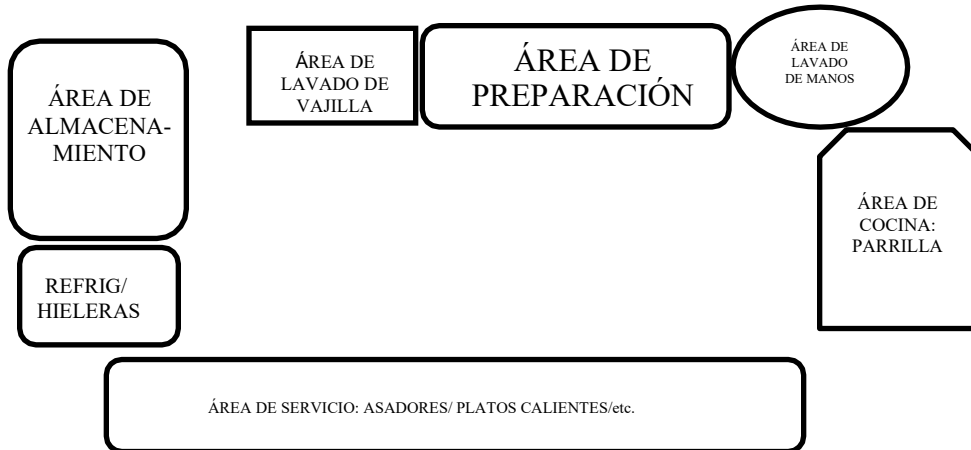 ÁREA DE
ALMACENA-
MIENTO
ÁREA DE
LAVADO DE
VAJILLA
ÁREA DE
PREPARACIÓN
ÁREA DE
LAVADO
DE MANOS
ÁREA DE
COCINA:
PARRILLA
REFRIG/
HIELERAS
ÁREA DE SERVICIO: ASADORES/ PLATOS CALIENTES/etc.